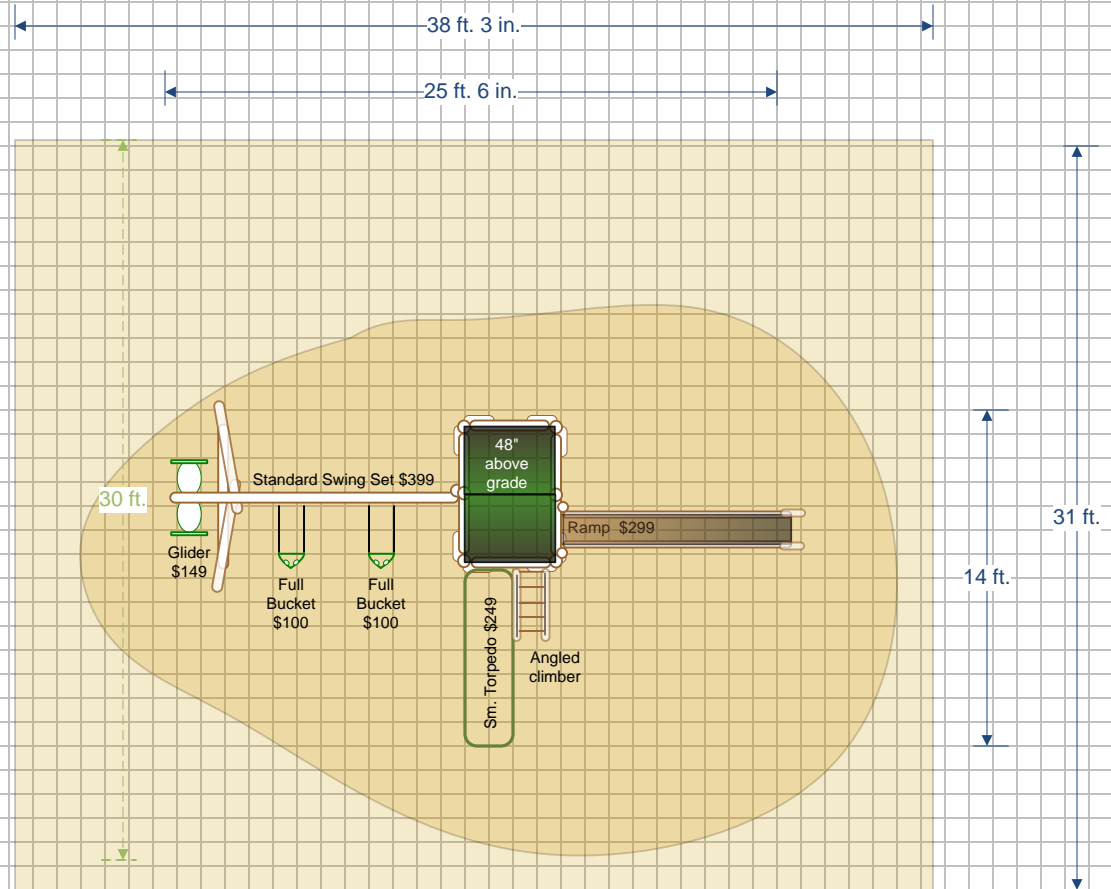 38 ft. 3 in.
25 ft. 6 in.
48"
above
grade
Standard Swing Set $399
30 ft.
31 ft.
Ramp $299
Glider
$149
Full
Bucket
$100
Full
Bucket
$100
14 ft.
Sm. Torpedo $249
Angled
climber